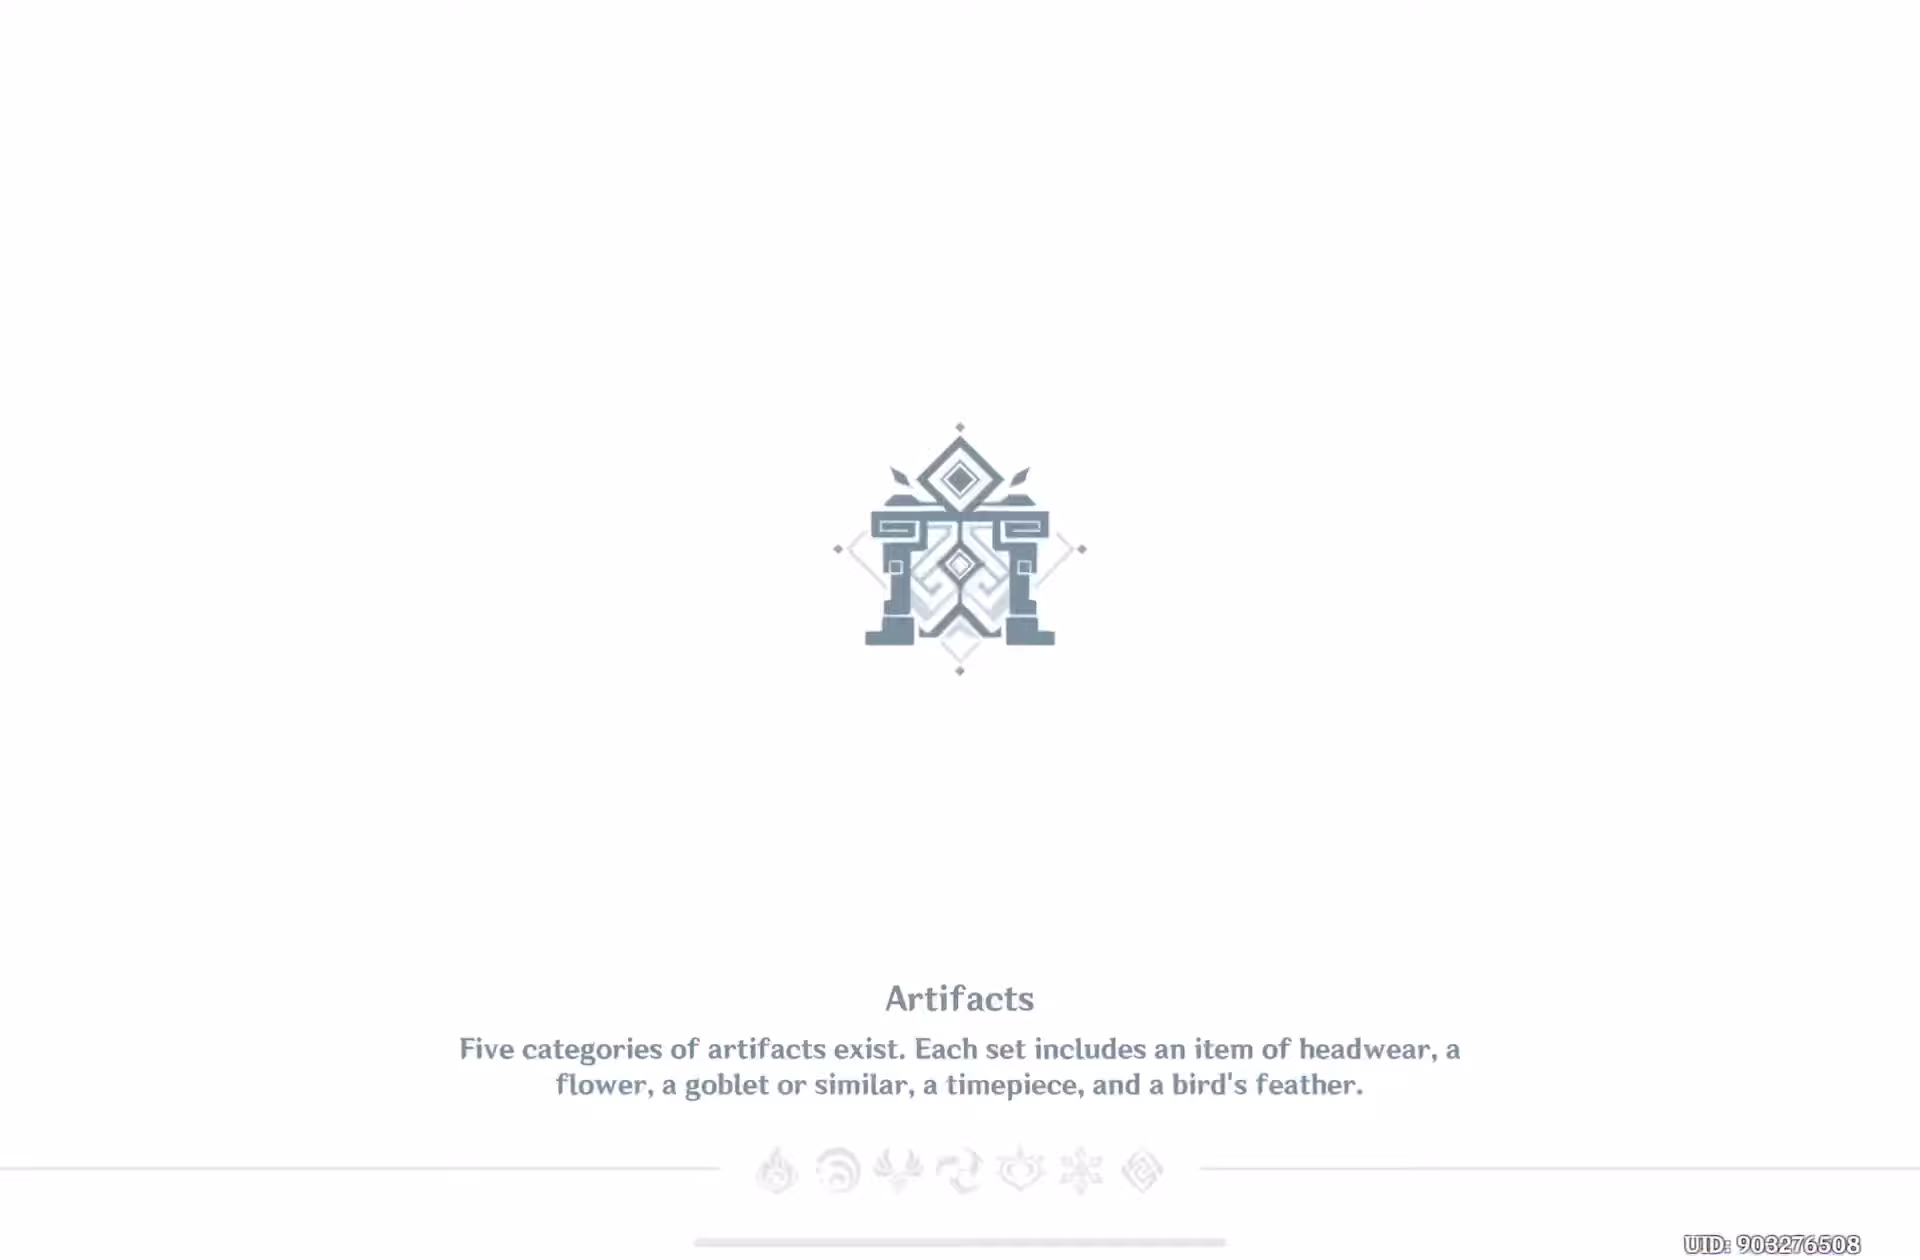 Artifacts
Five categories of artifacts exist. Each set includes an item of headwear, a
flower, a goblet or similar, a timepiece, and a bird's feather.
UID: 903276508